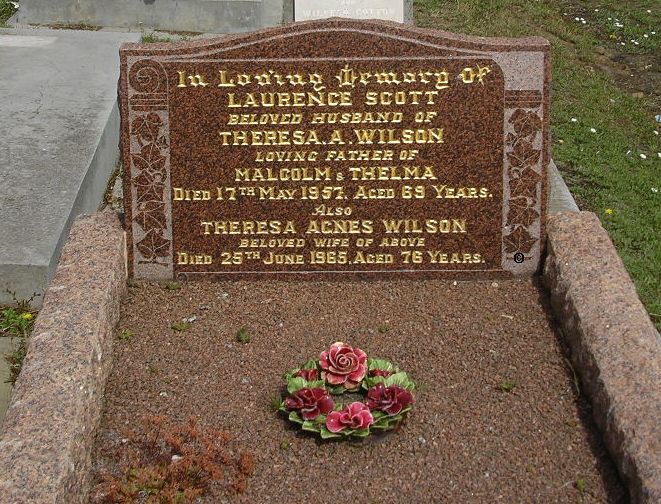 WILFRED COTTON
In Loving Memory Of
LAURENCE SCOTT
BELOVED HUSBAND OF
THERESA. A. WILSON
LOVING FATHER OF
MALCOLM & THELMA
DIED 17TH MAY 1957. AGED 69 YEARS.
ALSO
THERESA AGNES WILSON
BELOVED WIFE OF ABOVE
DIED 25TH JUNE 1965. AGED 76 YEARS.